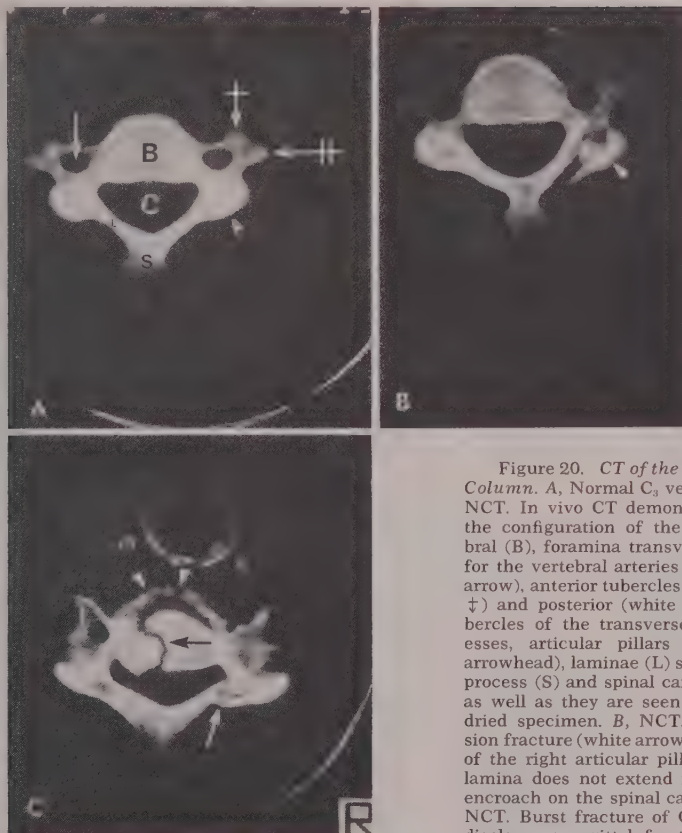 B
C
L
S
A
B
C
R
Figure 20. CT of the
Column. A, Normal C₃ ve
NCT. In vivo CT demon
the configuration of the
bral (B), foramina transv
for the vertebral arteries
arrow), anterior tubercles
‡) and posterior (white
bercles of the transvers
esses, articular pillars
arrowhead), laminae (L) s
process (S) and spinal ca
as well as they are seen
dried specimen. B, NCT.
sion fracture (white arrow
of the right articular pill
lamina does not extend
encroach on the spinal ca
NCT. Burst fracture of C